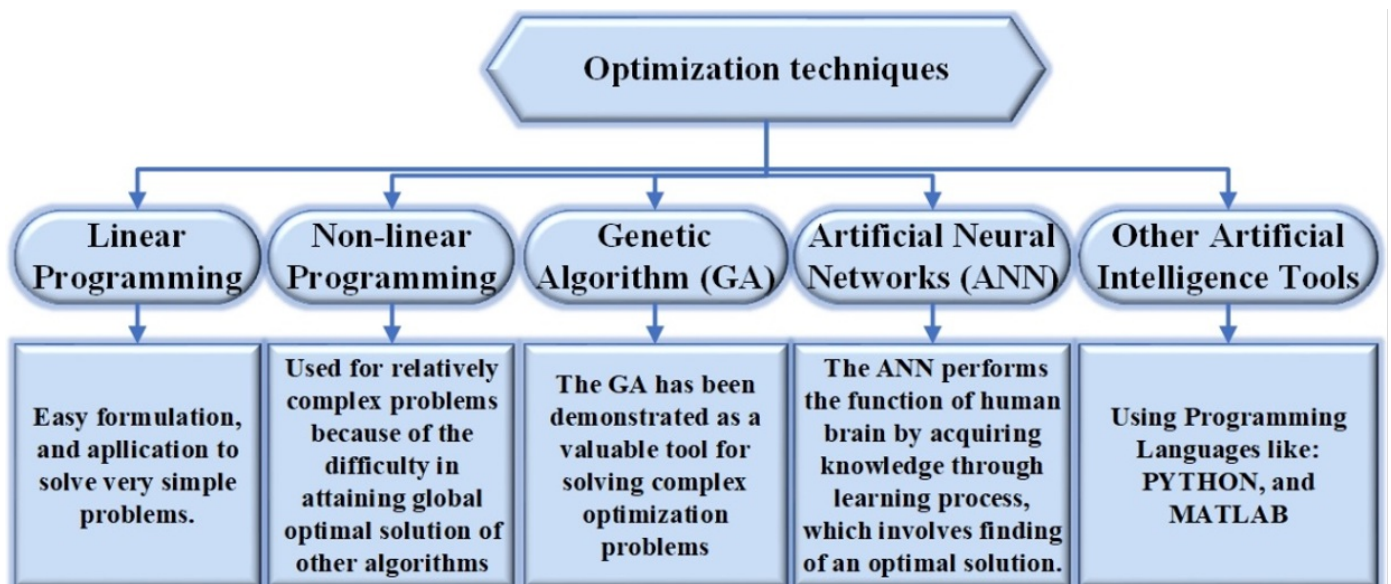 Optimization techniques
Linear
Programming
Non-linear
Programming
Genetic
Algorithm (GA)
Artificial Neural
Networks (ANN)
Other Artificial
Intelligence Tools
Easy formulation,
and apllication to
solve very simple
problems.
Used for relatively
complex problems
because of the
difficulty in
attaining global
optimal solution of
other algorithms
The GA has been
demonstrated as a
valuable tool for
solving complex
optimization
problems
The ANN performs
the function of human
brain by acquiring
knowledge through
learning process,
which involves finding
of an optimal solution.
Using Programming
Languages like:
PYTHON, and
MATLAB